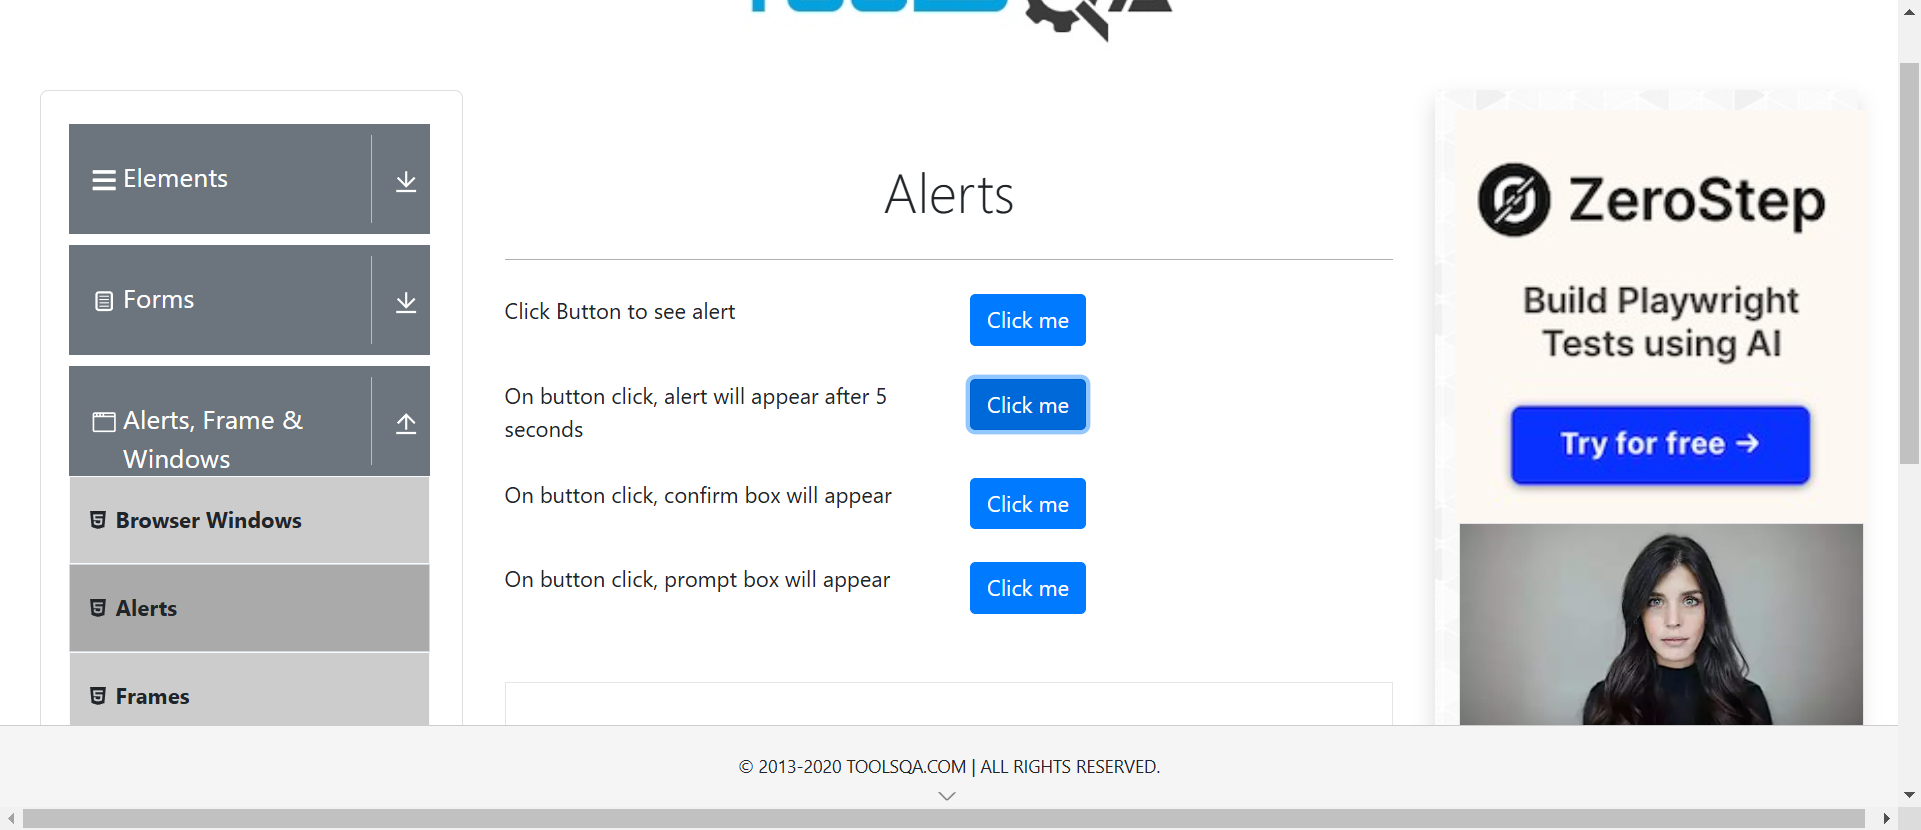 Elements
Forms
Alerts, Frame &
Windows
Browser Windows
Alerts
Frames
Alerts
Click Button to see alert
Click me
On button click, alert will appear after 5
seconds
Click me
On button click, confirm box will appear
Click me
On button click, prompt box will appear
Click me
ZeroStep
Build Playwright
Tests using AI
Try for free →
© 2013-2020 TOOLSQA.COM | ALL RIGHTS RESERVED.